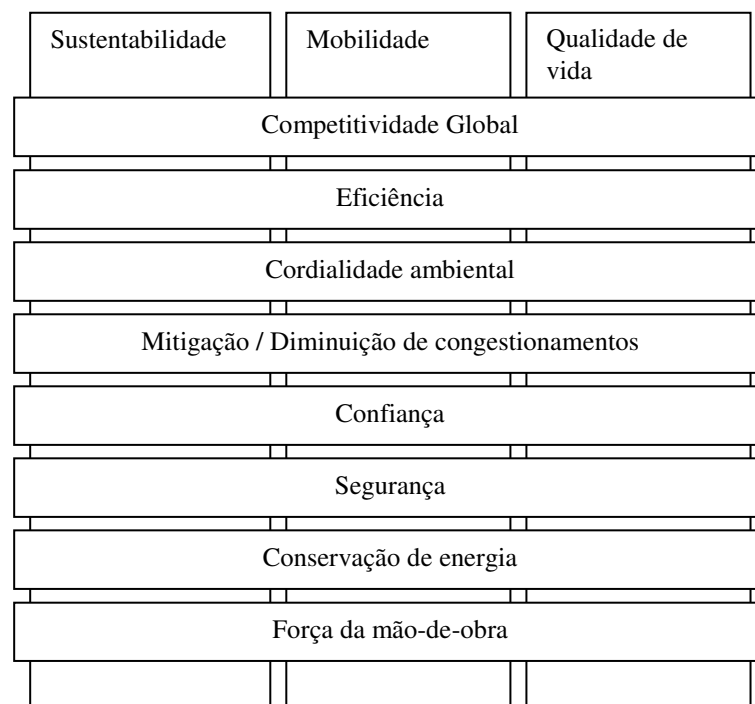 Sustentabilidade
Mobilidade
Qualidade de
vida
Competitividade Global
Eficiência
Cordialidade ambiental
Mitigação / Diminuição de congestionamentos
Confiança
Segurança
Conservação de energia
Força da mão-de-obra